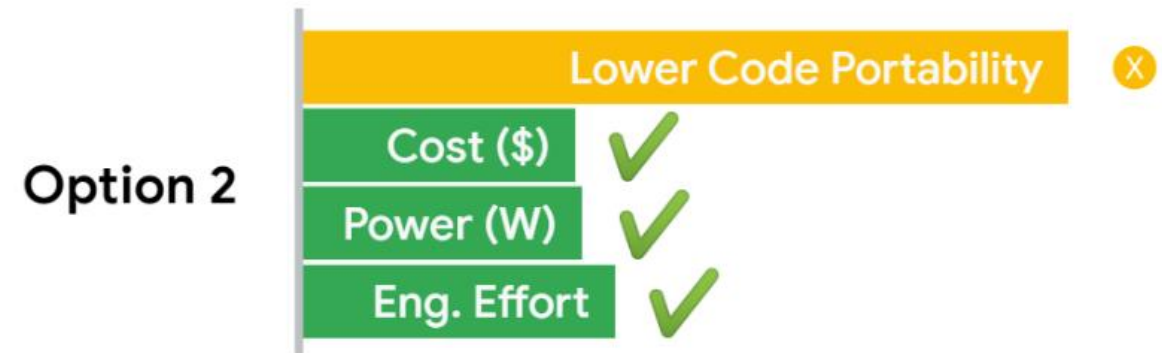 Lower Code Portability X
Cost ($)
Option 2
Power (W)
Eng. Effort